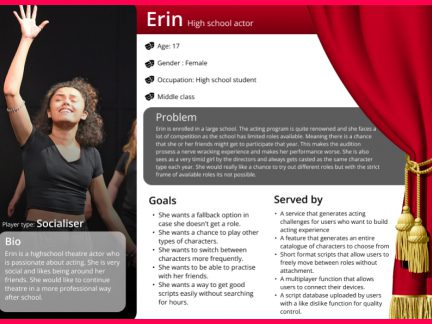 Erin High school actor
Age: 17
Gender : Female
Occupation: High school student
Middle class
Problem
Erin is enrolled in a large school. The acting program is quite renowned and she faces a
lot of competition as the school has limited roles available. Meaning there is a chance
that she or her friends might get to participate that year. This makes the audition
prosess a nerve wracking experience and makes her performance worse. She is also
sees as a very timid girl by the directors and always gets casted as the same character
type each year. She would really like a chance to try out different roles but with the strict
frame of available roles its not possible.
Player type: Socialiser
Bio
Erin is a highschool theatre actor who
is passionate about acting. She is very
social and likes being around her
friends. She would like to continue
theatre in a more professional way
after school.
Goals
• She wants a fallback option in
case she doesn't get a role.
• She wants a chance to play other
types of characters.
• She wants to switch between
characters more frequently.
• She wants to be able to practise
with her friends.
• She wants a way to get good
scripts easily without searching
for hours.
Served by
• A service that generates acting
challenges for users who want to build
acting experience
• A feature that generates an entire
catalogue of characters to choose from
• Short format scripts that allow users to
freely move between roles without
attachment.
• A multiplayer function that allows
users to connect their devices.
• A script database uploaded by users
with a like dislike function for quality
control.